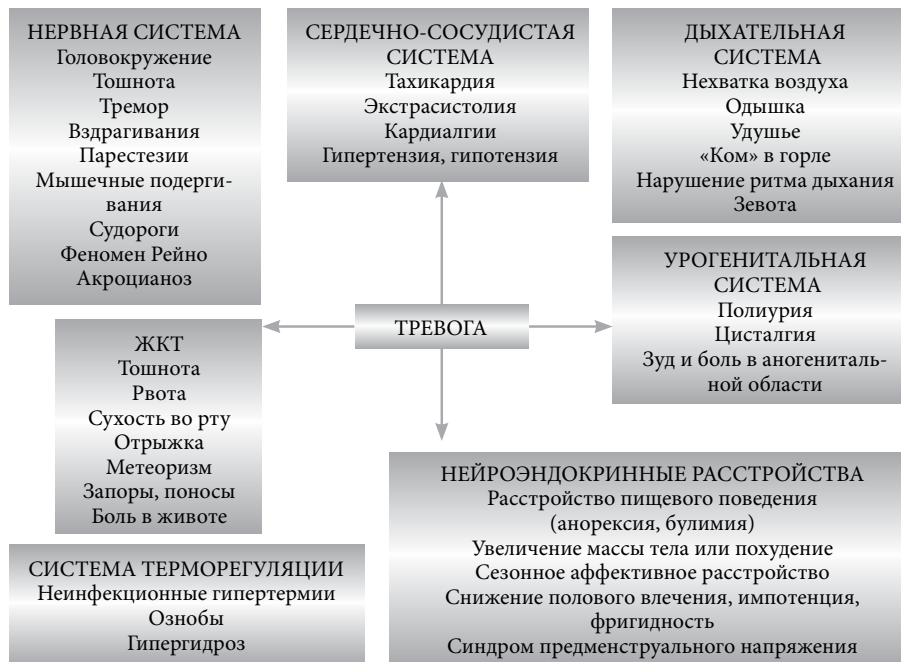 НЕРВНАЯ СИСТЕМА
Головокружение
Тошнота
Тремор
Вздрагивания
Парестезии
Мышечные подерги-
вания
Судороги
Феномен Рейно
Акроцианоз
СЕРДЕЧНО-СОСУДИСТАЯ
СИСТЕМА
Тахикардия
Экстрасистолия
Кардиалгии
Гипертензия, гипотензия
ДЫХАТЕЛЬНАЯ
СИСТЕМА
Нехватка воздуха
Одышка
Удушье
«Ком» в горле
Нарушение ритма дыхания
Зевота
ТРЕВОГА
УРОГЕНИТАЛЬНАЯ
СИСТЕМА
Полиурия
Цисталгия
Зуд и боль в аногениталь-
ной области
ЖКТ
Тошнота
Рвота
Сухость во рту
Отрыжка
Метеоризм
Запоры, поносы
Боль в животе
НЕЙРОЭНДОКРИННЫЕ РАССТРОЙСТВА
Расстройство пищевого поведения
(анорексия, булимия)
Увеличение массы тела или похудение
Сезонное аффективное расстройство
Снижение полового влечения, импотенция,
фригидность
Синдром предменструального напряжения
СИСТЕМА ТЕРМОРЕГУЛЯЦИИ
Неинфекционные гипертермии
Ознобы
Гипергидроз